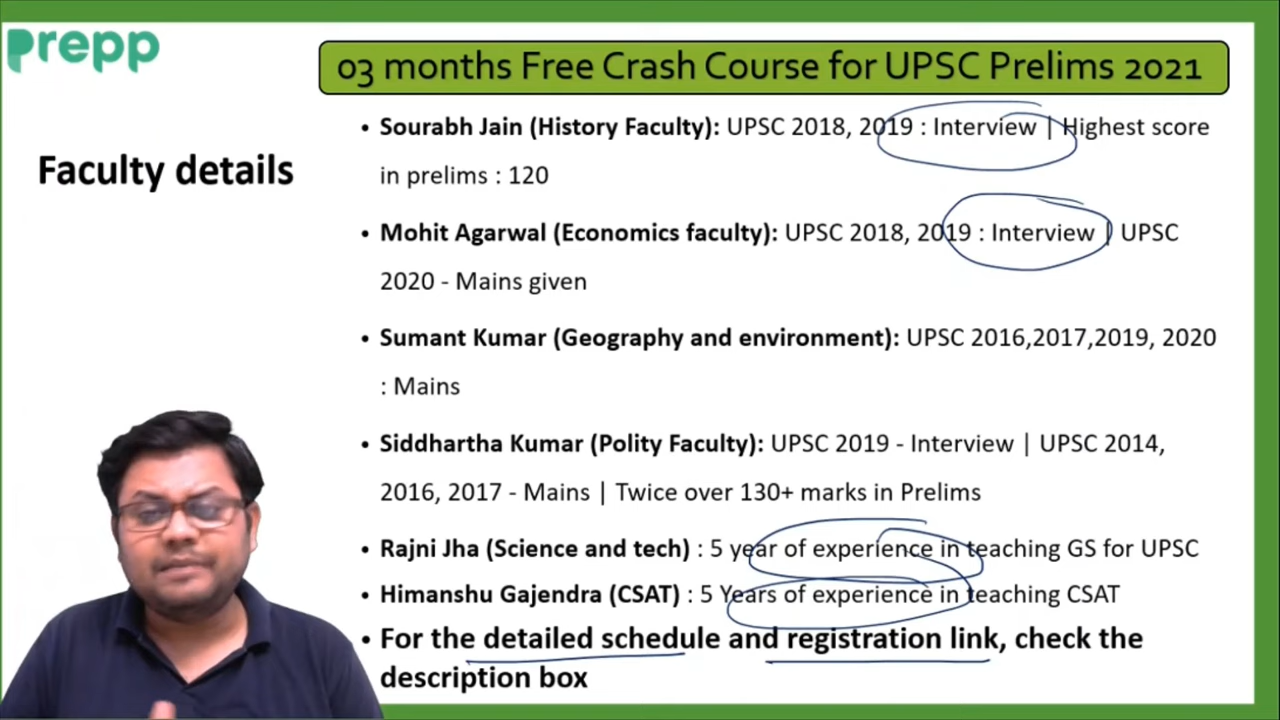 prepp
03 months Free Crash Course for UPSC Prelims 2021
Faculty details
• Sourabh Jain (History Faculty): UPSC 2018, 2019 : Interview | Highest score
in prelims : 120
• Mohit Agarwal (Economics faculty): UPSC 2018, 2019 : Interview | UPSC
2020 - Mains given
• Sumant Kumar (Geography and environment): UPSC 2016,2017,2019, 2020
: Mains
• Siddhartha Kumar (Polity Faculty): UPSC 2019 - Interview | UPSC 2014,
2016, 2017 - Mains | Twice over 130+ marks in Prelims
• Rajni Jha (Science and tech) : 5 year of experience in teaching GS for UPSC
• Himanshu Gajendra (CSAT) : 5 Years of experience in teaching CSAT
• For the detailed schedule and registration link, check the
description box